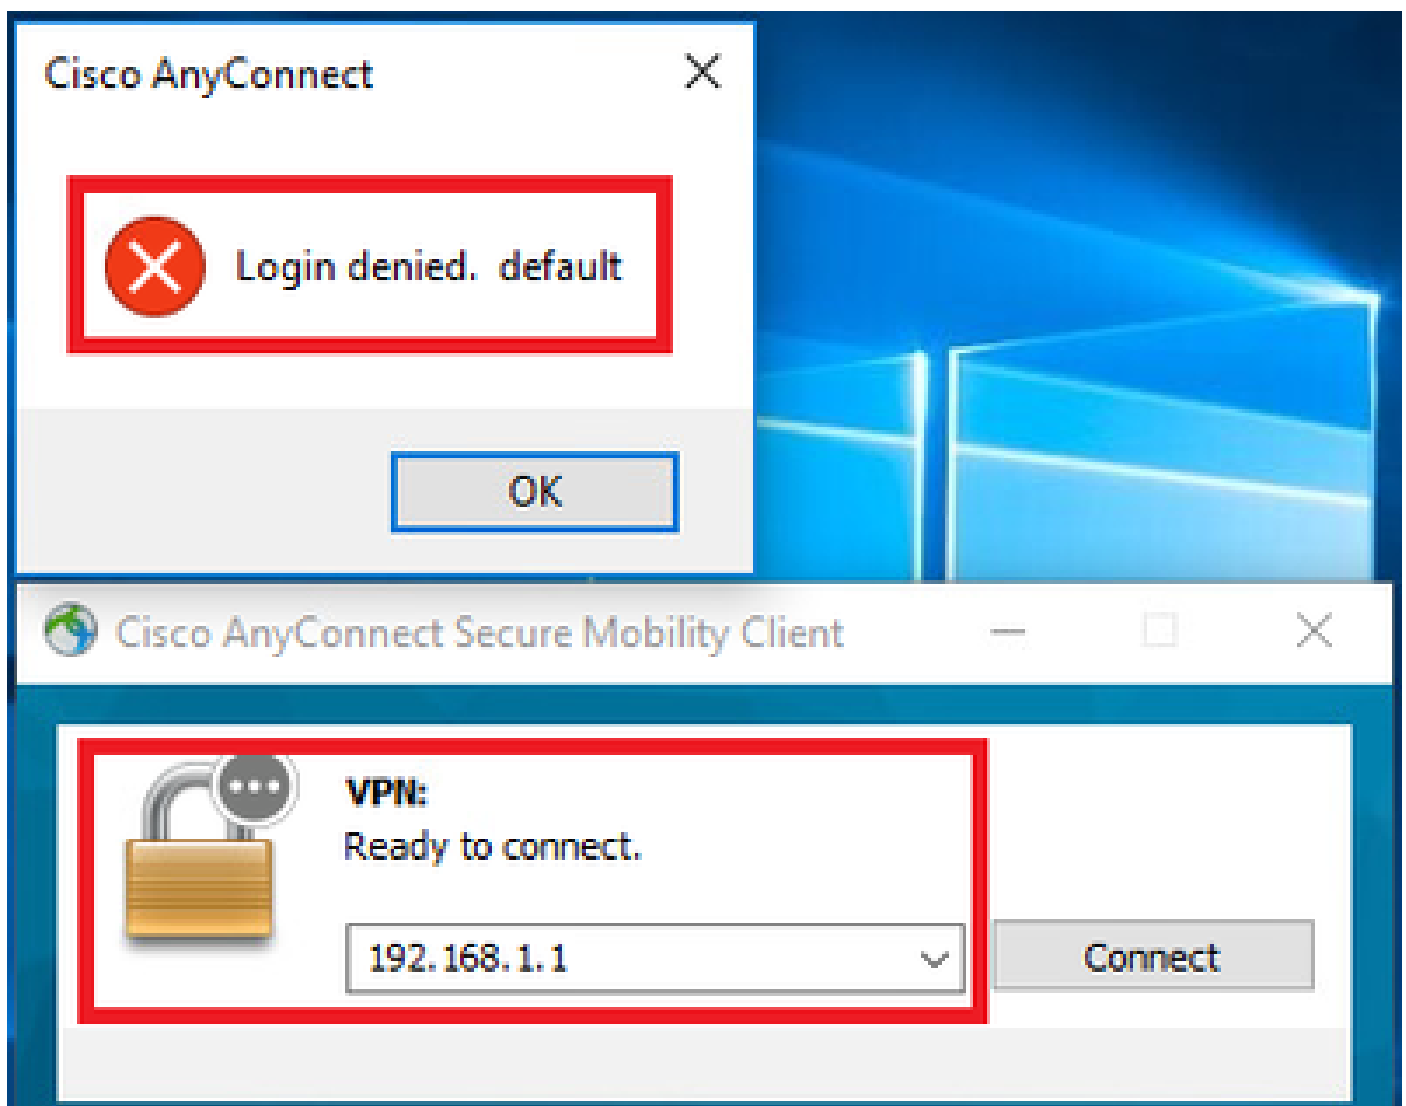 Cisco AnyConnect
Login denied.  default
OK
Cisco AnyConnect Secure Mobility Client
VPN:
Ready to connect.
192.168.1.1
Connect